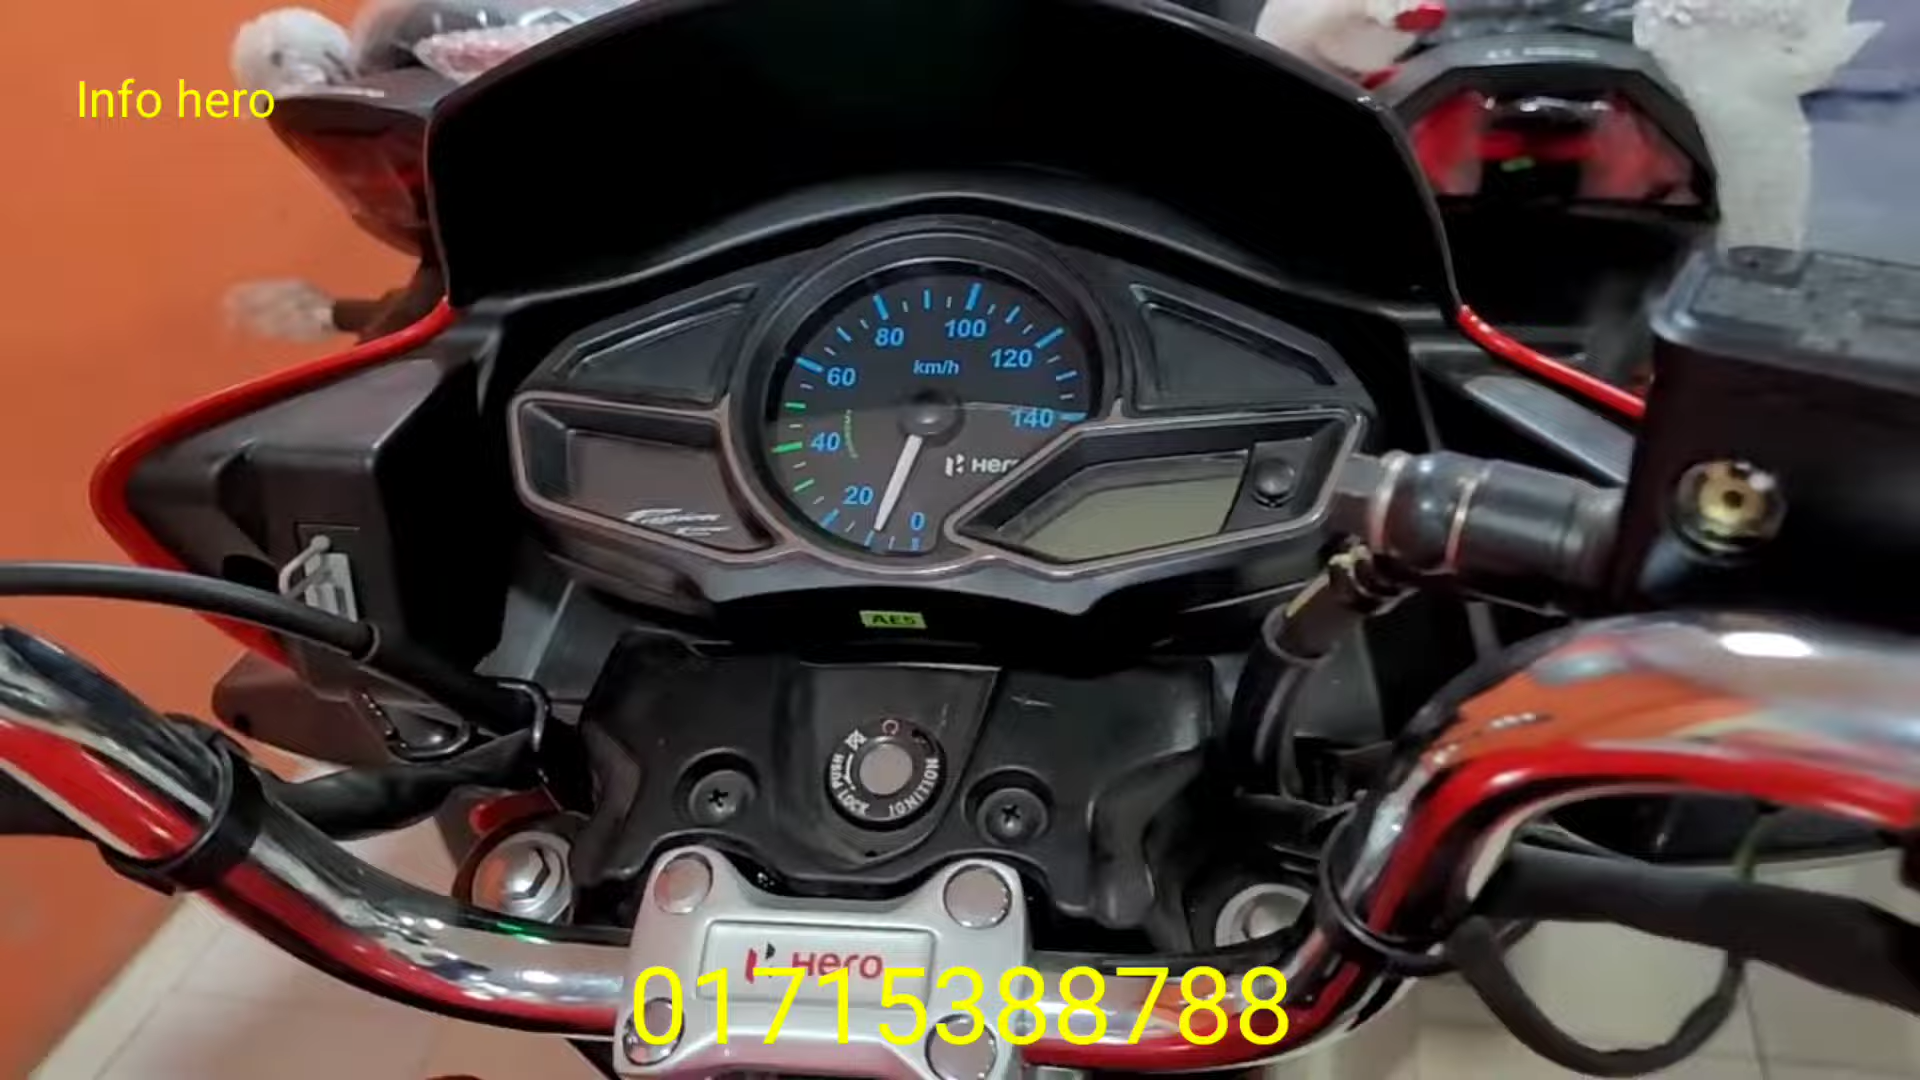 Info hero
80
100
km/h
60
120
140
40
Hero
20
0
AES
IGNITION
PUSH LOCK
Hero
01715388788